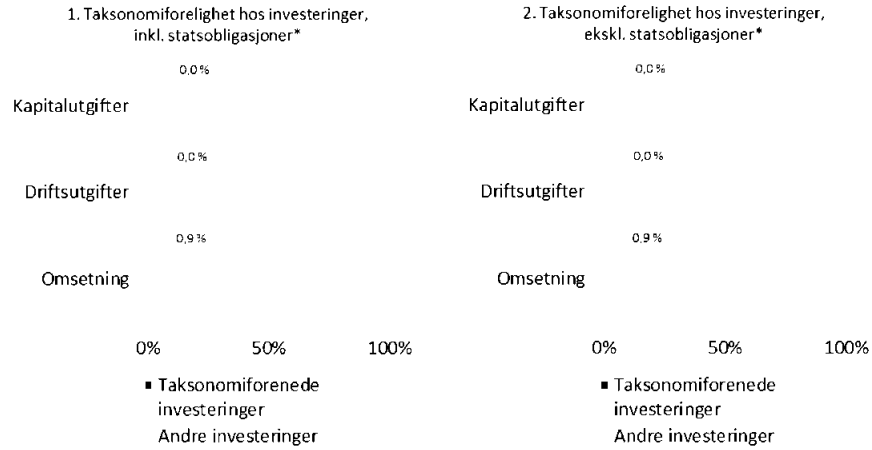 1. Taksonomiforelighet hos investeringer,
inkl. statsobligasjoner*
0,0%
Kapitalutgifter
0,0%
Driftsutgifter
0,9%
Omsetning
0% 50% 100%
Taksonomiforenede
investeringer
Andre investeringer
2. Taksonomiforelighet hos investeringer,
ekskl. statsobligasjoner*
0,0%
Kapitalutgifter
0,0%
Driftsutgifter
0,9%
Omsetning
0% 50% 100%
Taksonomiforenede
investeringer
Andre investeringer